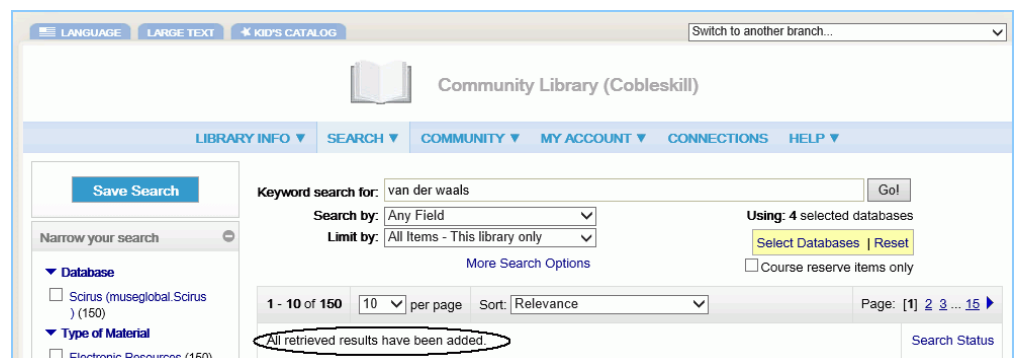 LANGUAGE LARGE TEXT KID'S CATALOG Switch to another branch...
Community Library (Cobleskill)
LIBRARY INFO ▼ SEARCH ▼ COMMUNITY ▼ MY ACCOUNT ▼ CONNECTIONS HELP ▼
Save Search
Narrow your search
▼ Database
Scirus (museglobal.Scirus
) (150)
▼ Type of Material
Electronic Resources (150)
Keyword search for: van der waals Go!
Search by: Any Field Using: 4 selected databases
Limit by: All Items - This library only Select Databases | Reset
More Search Options Course reserve items only
1 - 10 of 150 10 per page Sort: Relevance Page: [1] 2 3 ... 15
All retrieved results have been added. Search Status